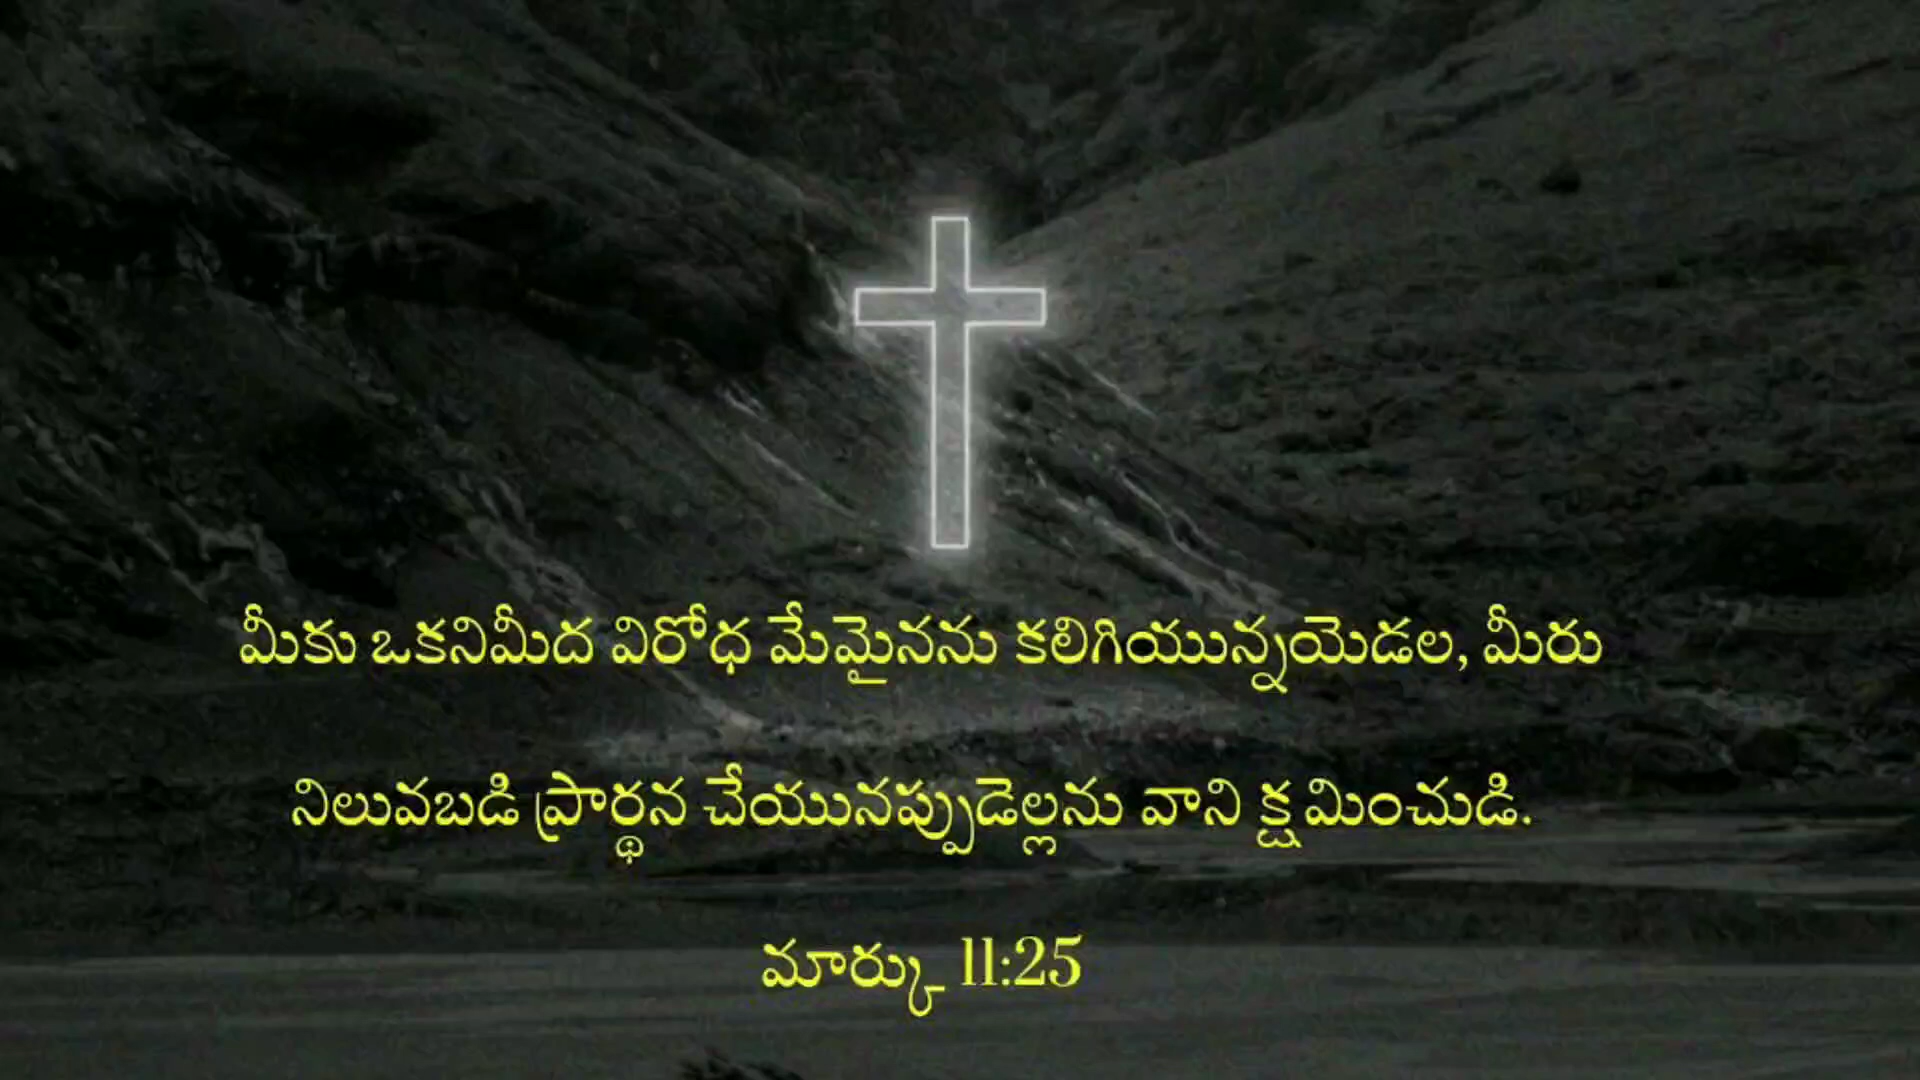 మీకు ఒకనిమీద విరోధ మేమైనను కలిగియున్నయెడల, మీరు
నిలువబడి ప్రార్థన చేయునప్పుడెల్లను వాని క్షమించుడి.
మార్కు 11:25